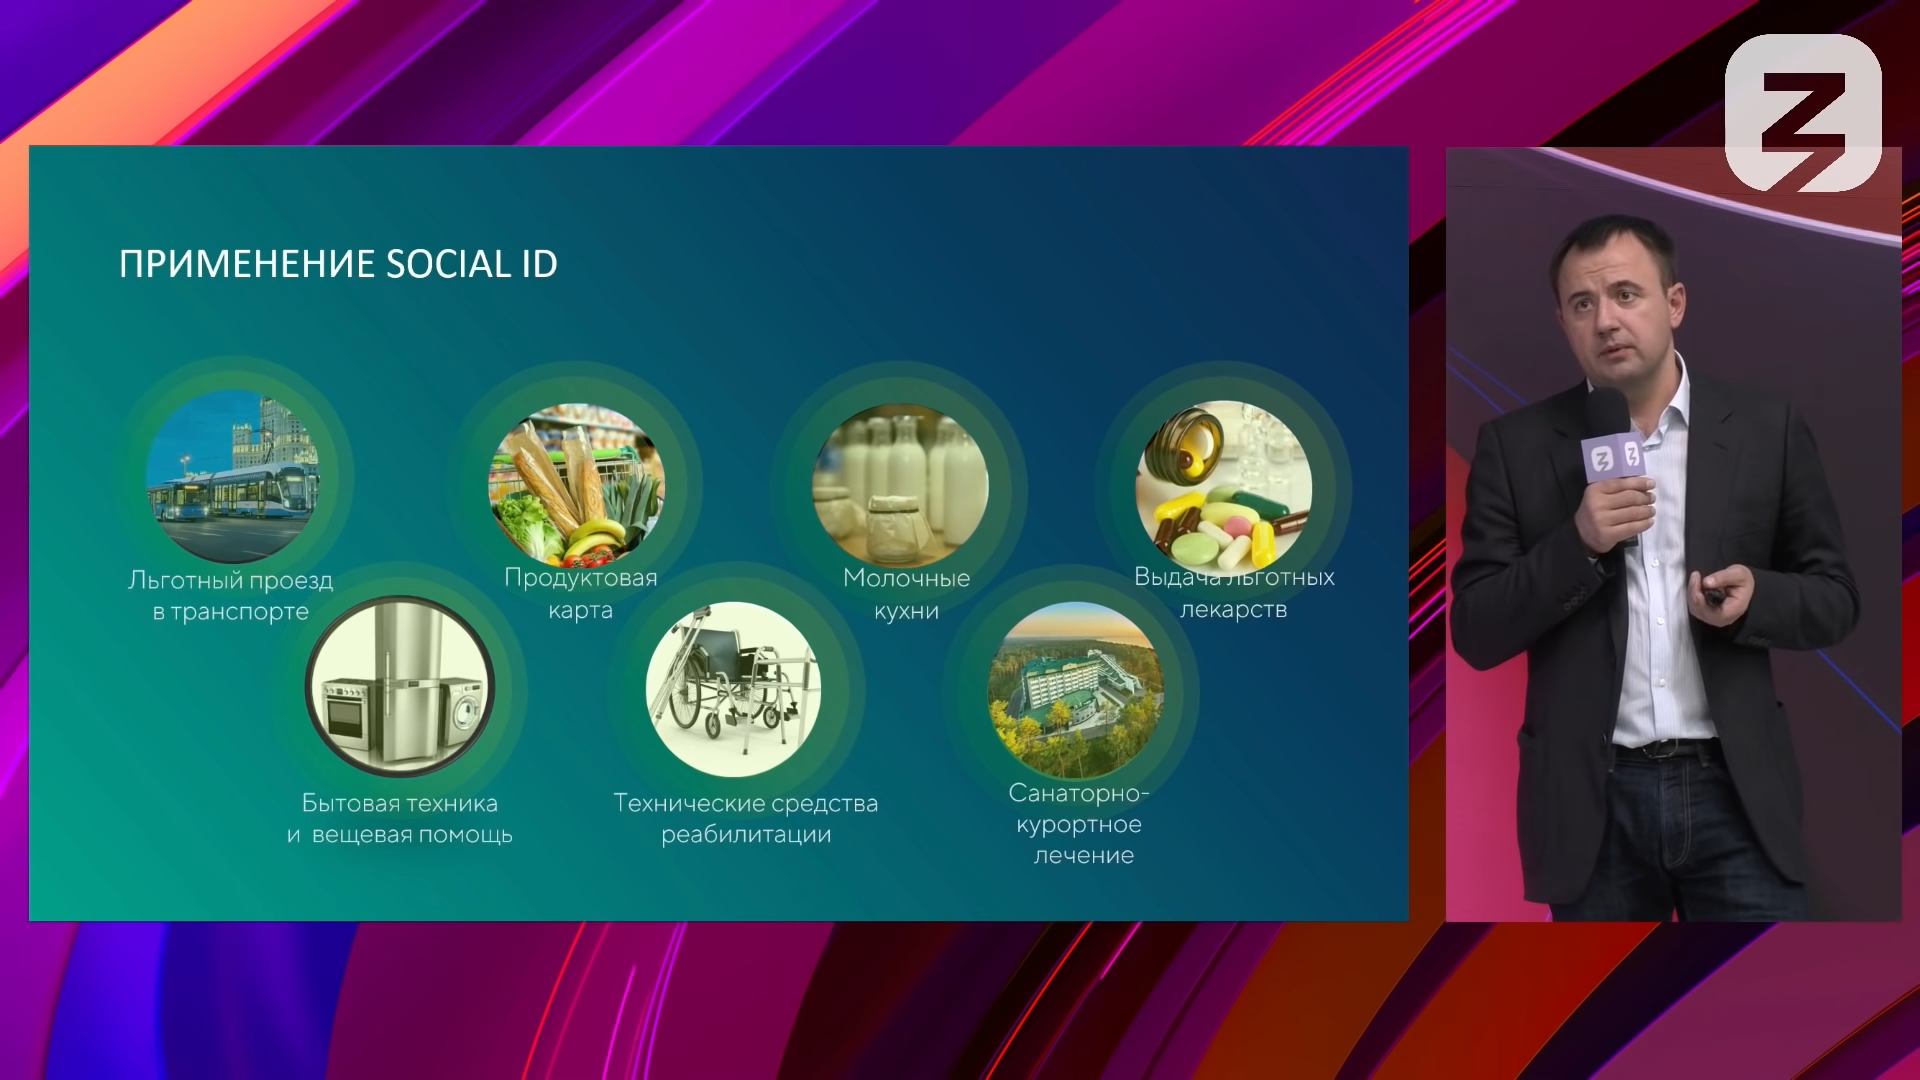 ПРИМЕНЕНИЕ SOCIAL ID
Льготный проезд
в транспорте
Продуктовая
карта
Молочные
кухни
Выдача льготных
лекарств
Бытовая техника
и вещевая помощь
Технические средства
реабилитации
Санаторно-
курортное
лечение